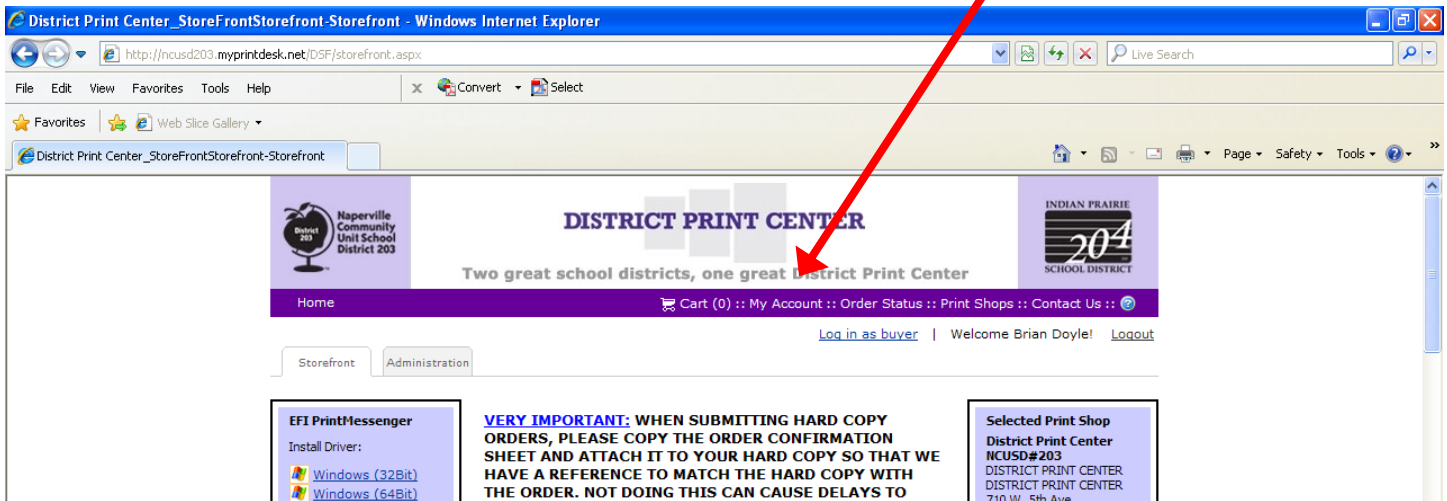 District Print Center_StoreFrontStorefront-Storefront - Windows Internet Explorer
http://ncusd203.myprintdesk.net/DSF/storefront.aspx
Live Search
File Edit View Favorites Tools Help
x Convert Select
Favorites Web Slice Gallery
District Print Center_StoreFrontStorefront-Storefront
Page Safety Tools »
District 203
Naperville
Community
Unit School
District 203
DISTRICT PRINT CENTER
Two great school districts, one great District Print Center
INDIAN PRAIRIE
204
SCHOOL DISTRICT
Home
Cart (0) :: My Account :: Order Status :: Print Shops :: Contact Us :: ?
Log in as buyer | Welcome Brian Doyle! Logout
Storefront Administration
EFI PrintMessenger
Install Driver:
Windows (32Bit)
Windows (64Bit)
VERY IMPORTANT: WHEN SUBMITTING HARD COPY
ORDERS, PLEASE COPY THE ORDER CONFIRMATION
SHEET AND ATTACH IT TO YOUR HARD COPY SO THAT WE
HAVE A REFERENCE TO MATCH THE HARD COPY WITH
THE ORDER. NOT DOING THIS CAN CAUSE DELAYS TO
Selected Print Shop
District Print Center
NCUSD#203
DISTRICT PRINT CENTER
DISTRICT PRINT CENTER
710 W. 5th Ave